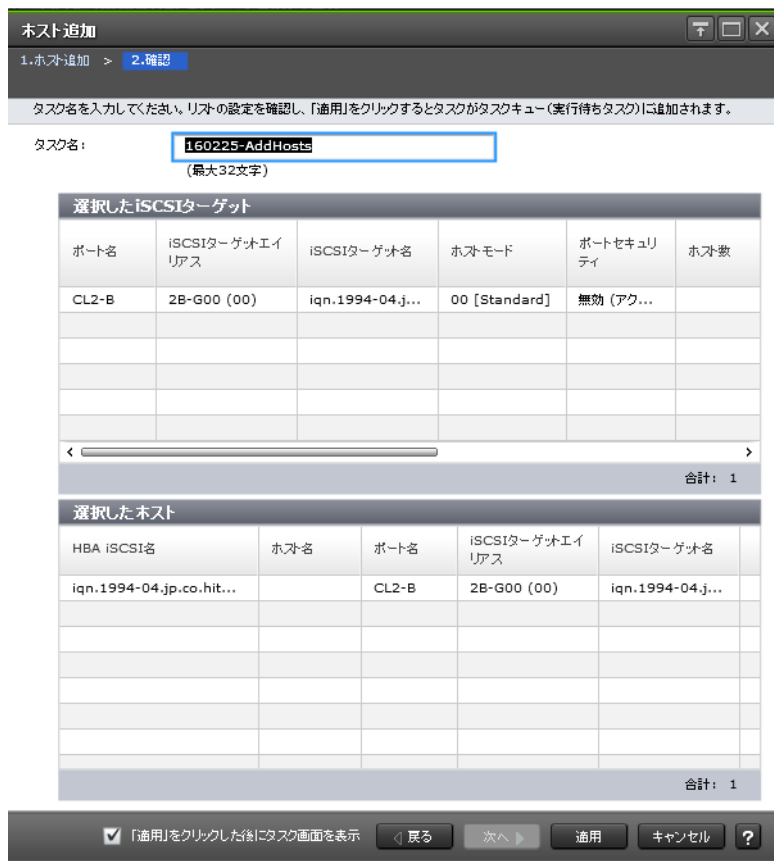 ホスト追加
1.ホスト追加 > 2.確認
タスク名を入力してください。リストの設定を確認し、「適用」をクリックするとタスクがタスクキュー(実行待ちタスク)に追加されます。
タスク名: 160225-AddHosts
(最大32文字)
選択したiSCSIターゲット
ポート名 iSCSIターゲットエイリアス iSCSIターゲット名 ホストモード ポートセキュリティ ホスト数
CL2-B 2B-G00 (00) iqn.1994-04.j... 00 [Standard] 無効 (アク...
合計: 1
選択したホスト
HBA iSCSI名 ホスト名 ポート名 iSCSIターゲットエイリアス iSCSIターゲット名
iqn.1994-04.jp.co.hit... CL2-B 2B-G00 (00) iqn.1994-04.j...
合計: 1
「適用」をクリックした後にタスク画面を表示 戻る 次へ 適用 キャンセル ?